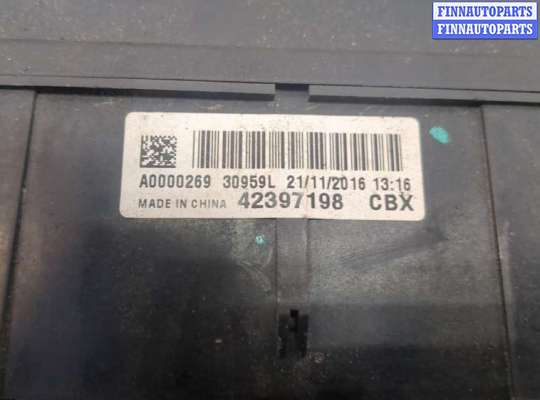 FINNAUTOPARTS
FINNAUTOPARTS
A0000269 30959L 21/11/2016 13:16
MADE IN CHINA 42397198 CBX